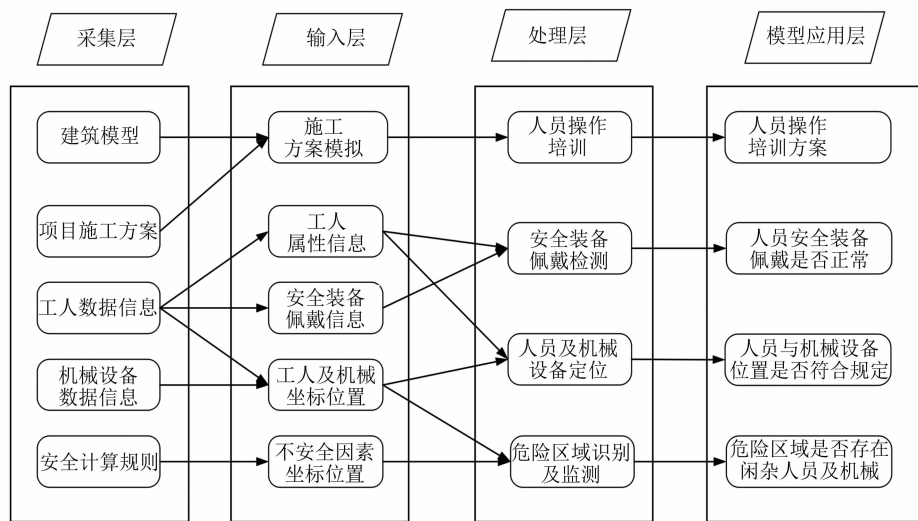 采集层
输入层
处理层
模型应用层
建筑模型
项目施工方案
工人数据信息
机械设备
数据信息
安全计算规则
施工
方案模拟
工人
属性信息
安全装备
佩戴信息
工人及机械
坐标位置
不安全因素
坐标位置
人员操作
培训
安全装备
佩戴检测
人员及机械
设备定位
危险区域识别
及监测
人员操作
培训方案
人员安全装备
佩戴是否正常
人员与机械设备
位置是否符合规定
危险区域是否存在
闲杂人员及机械